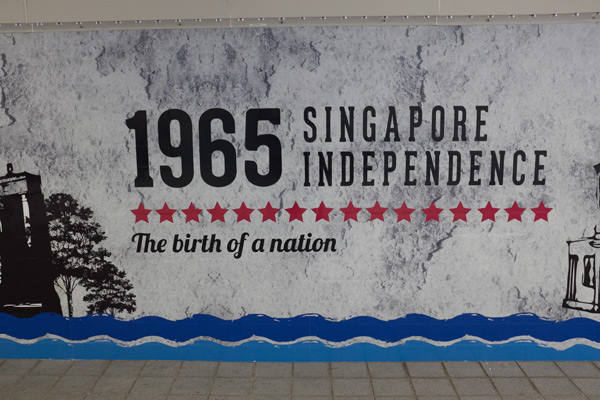 1965 SINGAPORE
INDEPENDENCE
The birth of a nation